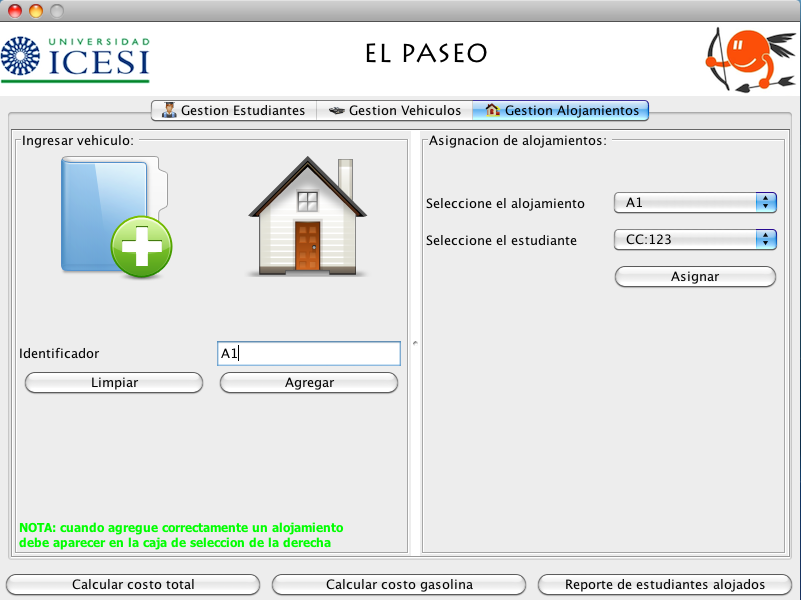 UNIVERSIDAD
ICESI
EL PASEO
Gestion Estudiantes
Gestion Vehiculos
Gestion Alojamientos
Ingresar vehiculo:
Identificador
A1
Limpiar
Agregar
NOTA: cuando agregue correctamente un alojamiento
debe aparecer en la caja de seleccion de la derecha
Asignacion de alojamientos:
Seleccione el alojamiento
A1
Seleccione el estudiante
CC:123
Asignar
Calcular costo total
Calcular costo gasolina
Reporte de estudiantes alojados